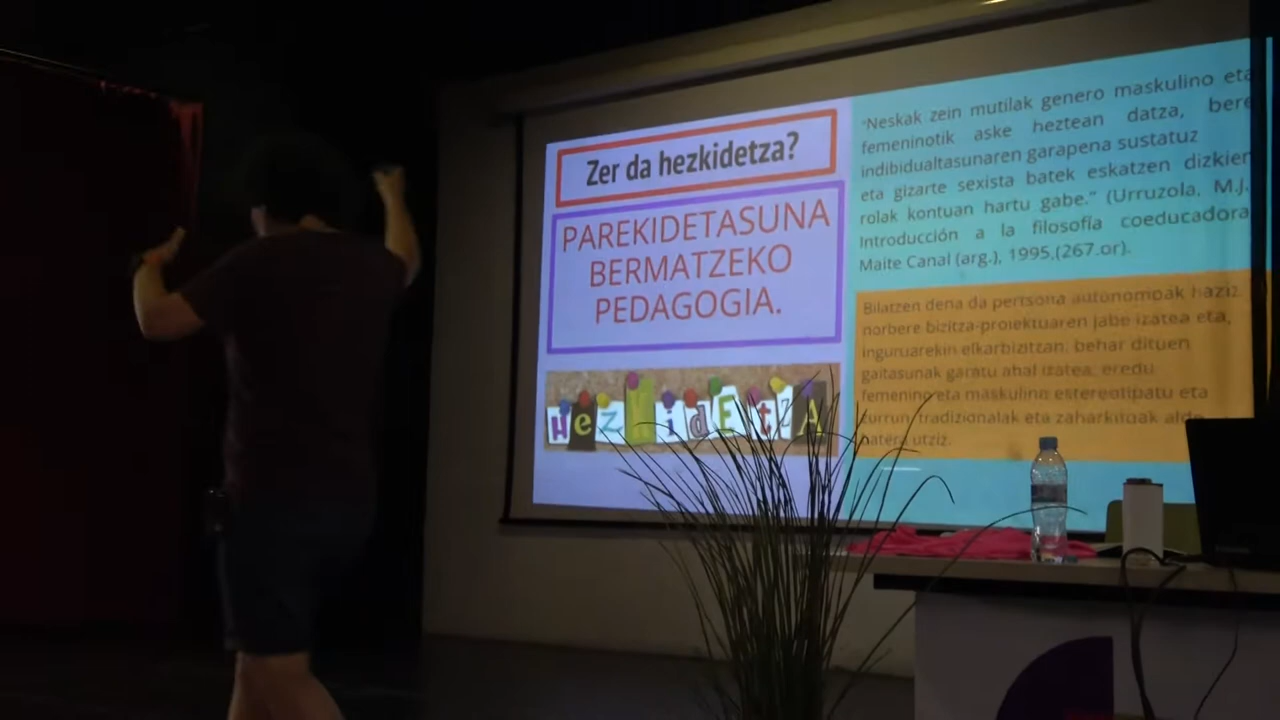 Zer da hezkidetza?
PAREKIDETASUNA
BERMATZEKO
PEDAGOGIA.
HezKidEtzA
"Neskak zein mutilak genero maskulino eta
femeninotik aske heztean datza, bere
indibidualtasunaren garapena sustatuz
eta gizarte sexista batek eskatzen dizkien
rolak kontuan hartu gabe." (Urruzola, M.J.
Introducción a la filosofía coeducadora
Maite Canal (arg.), 1995,(267.or).
Bilatzen dena da pertsona autonomoak haziz
norbere bizitza-proiektuaren jabe izatea eta,
inguruarekin elkarbizitzan, behar dituen
gaitasunak garatu ahal izatea, eredu
femenino eta maskulino estereotipatu eta
zurrun tradizionalak eta zaharkituak alde
batera utziz.